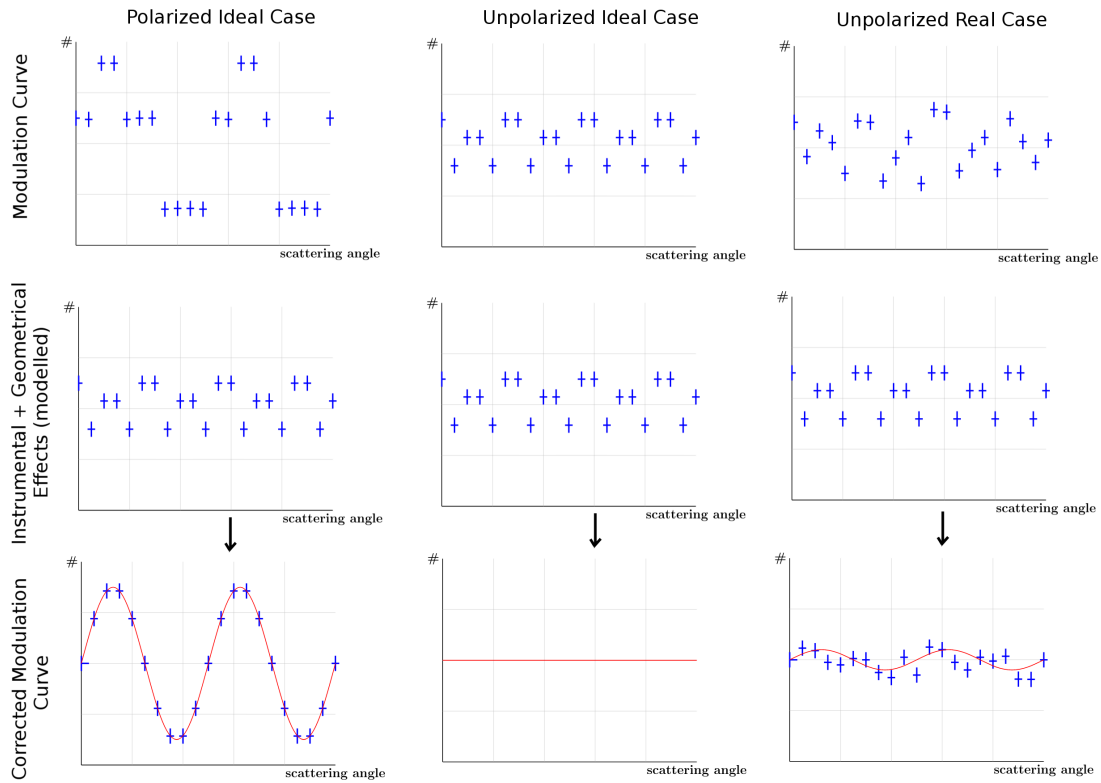 Polarized Ideal Case
Unpolarized Ideal Case
Unpolarized Real Case
Modulation Curve
#
scattering angle
#
scattering angle
#
scattering angle
Instrumental + Geometrical
Effects (modelled)
#
scattering angle
#
scattering angle
#
scattering angle
Corrected Modulation
Curve
#
scattering angle
#
scattering angle
#
scattering angle